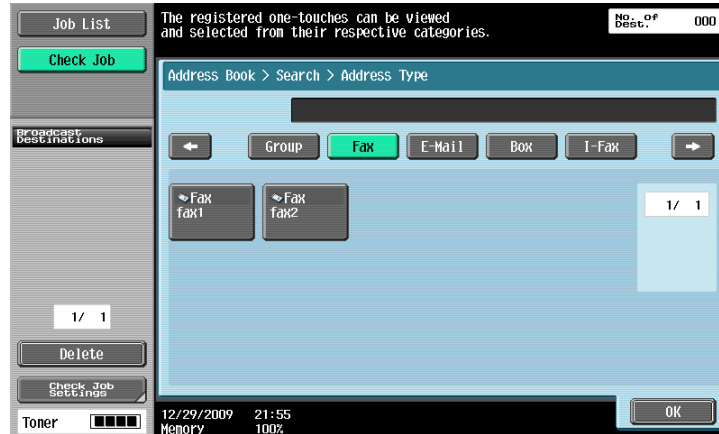 Job List
Check Job
Broadcast
Destinations
1/ 1
Delete
Check Job
Settings
Toner
The registered one-touches can be viewed
and selected from their respective categories.
No. of
Dest.
000
Address Book > Search > Address Type
Group
Fax
E-Mail
Box
I-Fax
Fax
fax1
Fax
fax2
1/ 1
12/29/2009 21:55
Memory 100%
OK